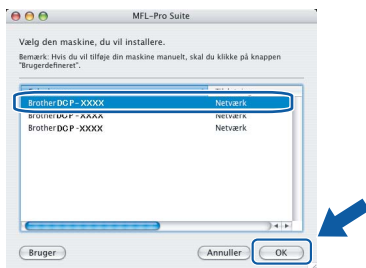 MFL-Pro Suite
Vælg den maskine, du vil installere.
Bemærk: Hvis du vil tilføje din maskine manuelt, skal du klikke på knappen
"Brugerdefineret".
Brother DCP-XXXX Netværk
Brother DCP-XXXX Netværk
Brother DCP-XXXX Netværk
Bruger Annuller OK